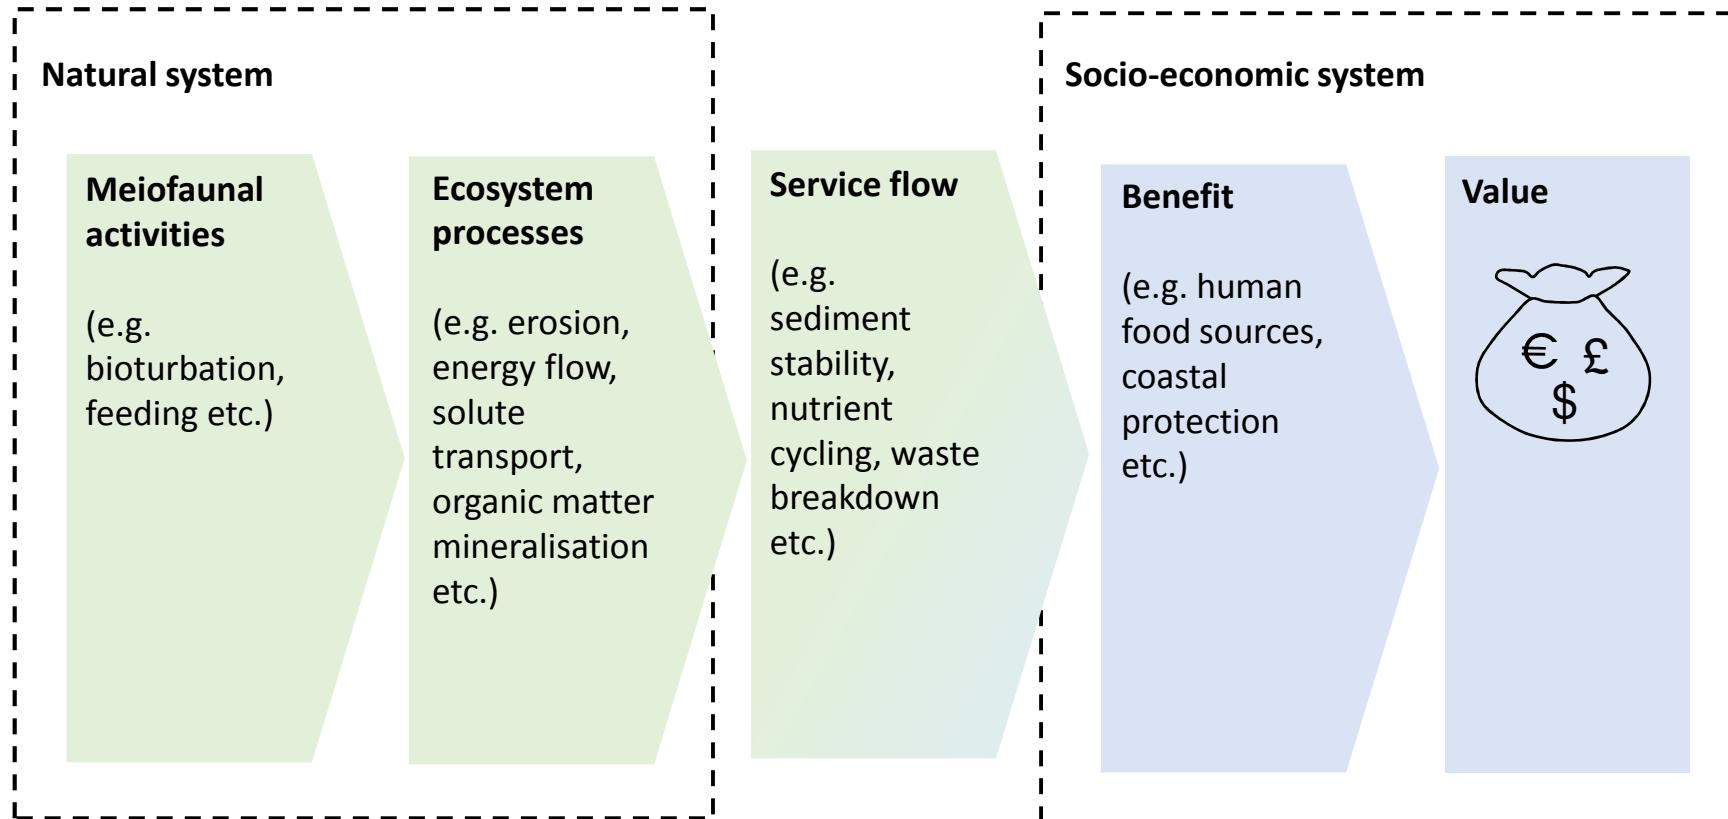 Natural system
Socio-economic system
Meiofaunal
activities
(e.g.
bioturbation,
feeding etc.)
Ecosystem
processes
(e.g. erosion,
energy flow,
solute
transport,
organic matter
mineralisation
etc.)
Service flow
(e.g.
sediment
stability,
nutrient
cycling, waste
breakdown
etc.)
Benefit
(e.g. human
food sources,
coastal
protection
etc.)
Value
€ £
$